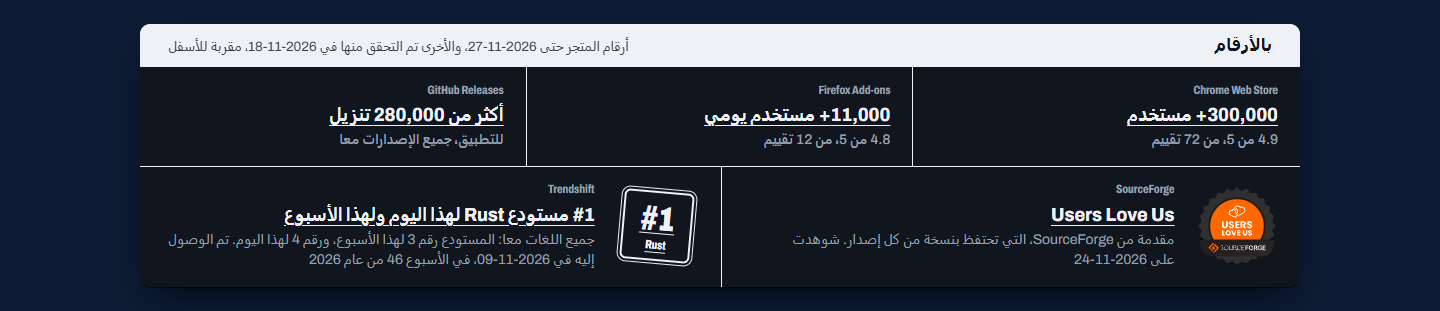 بالأرقام
أرقام المتجر حتى 2026-11-27، والأخرى تم التحقق منها في 2026-11-18، مقربة للأسفل
Chrome Web Store
300,000+ مستخدم
4.9 من 5، من 72 تقييم
Firefox Add-ons
11,000+ مستخدم يومي
4.8 من 5، من 12 تقييم
GitHub Releases
أكثر من 280,000 تنزيل
للتطبيق، جميع الإصدارات معا
USERS
LOVE US
SOURCEFORGE
SourceForge
Users Love Us
مقدمة من SourceForge، التي تحتفظ بنسخة من كل إصدار. شوهدت
على 2026-11-24
#1
Rust
Trendshift
#1 مستودع Rust لهذا اليوم ولهذا الأسبوع
جميع اللغات معا: المستودع رقم 3 لهذا الأسبوع، ورقم 4 لهذا اليوم. تم الوصول
إليه في 2026-11-09، في الأسبوع 46 من عام 2026